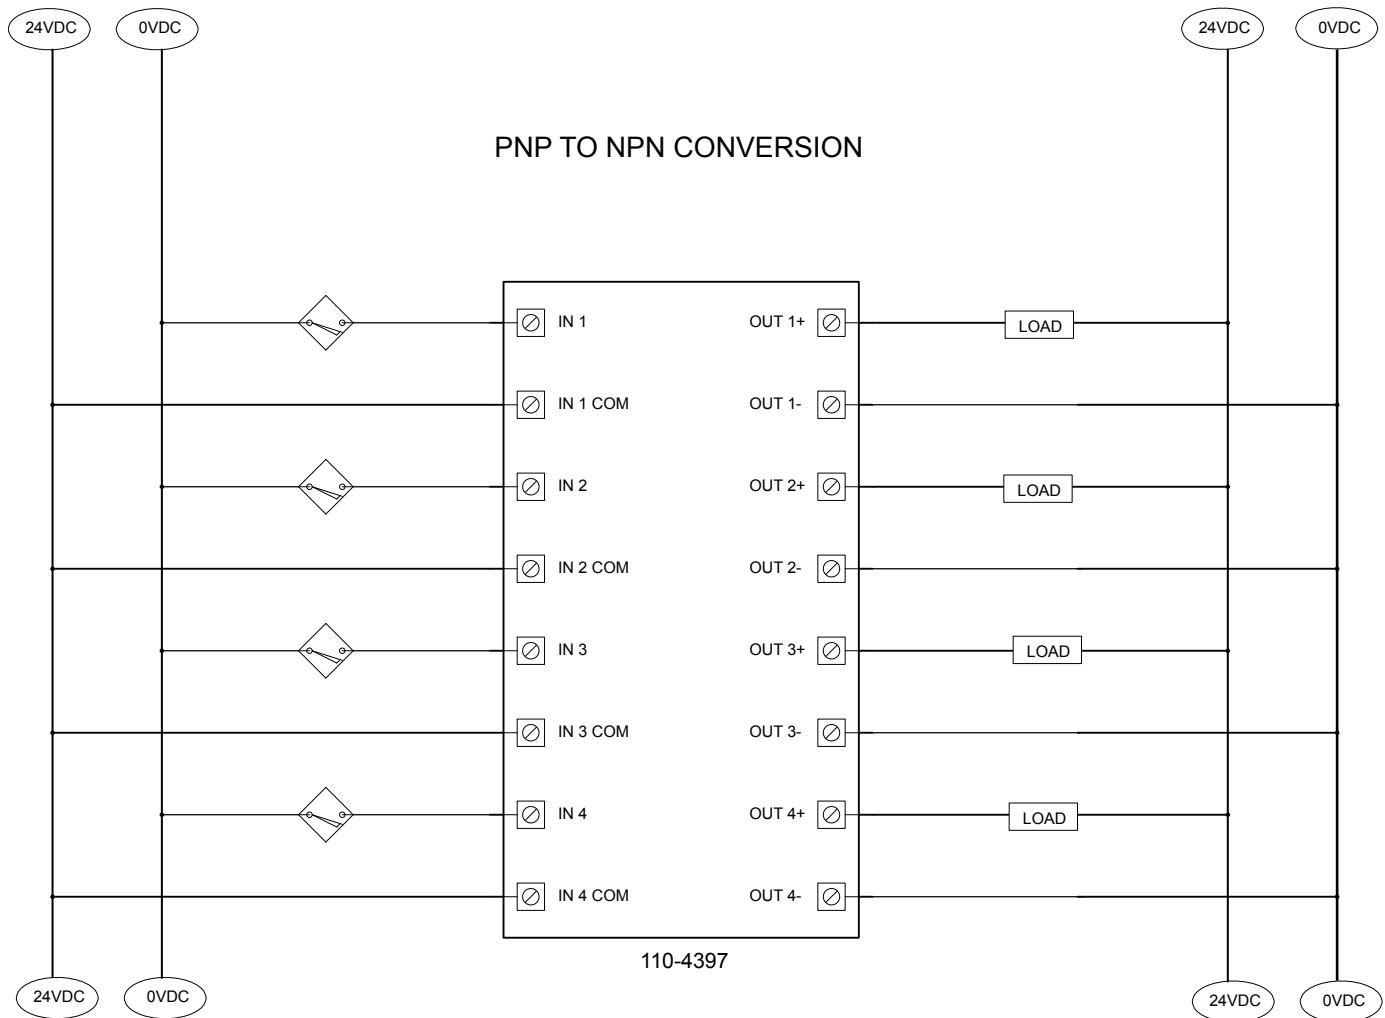 24VDC 0VDC 24VDC 0VDC
PNP TO NPN CONVERSION
IN 1 OUT 1+ LOAD
IN 1 COM OUT 1-
IN 2 OUT 2+ LOAD
IN 2 COM OUT 2-
IN 3 OUT 3+ LOAD
IN 3 COM OUT 3-
IN 4 OUT 4+ LOAD
IN 4 COM OUT 4-
110-4397
24VDC 0VDC 24VDC 0VDC